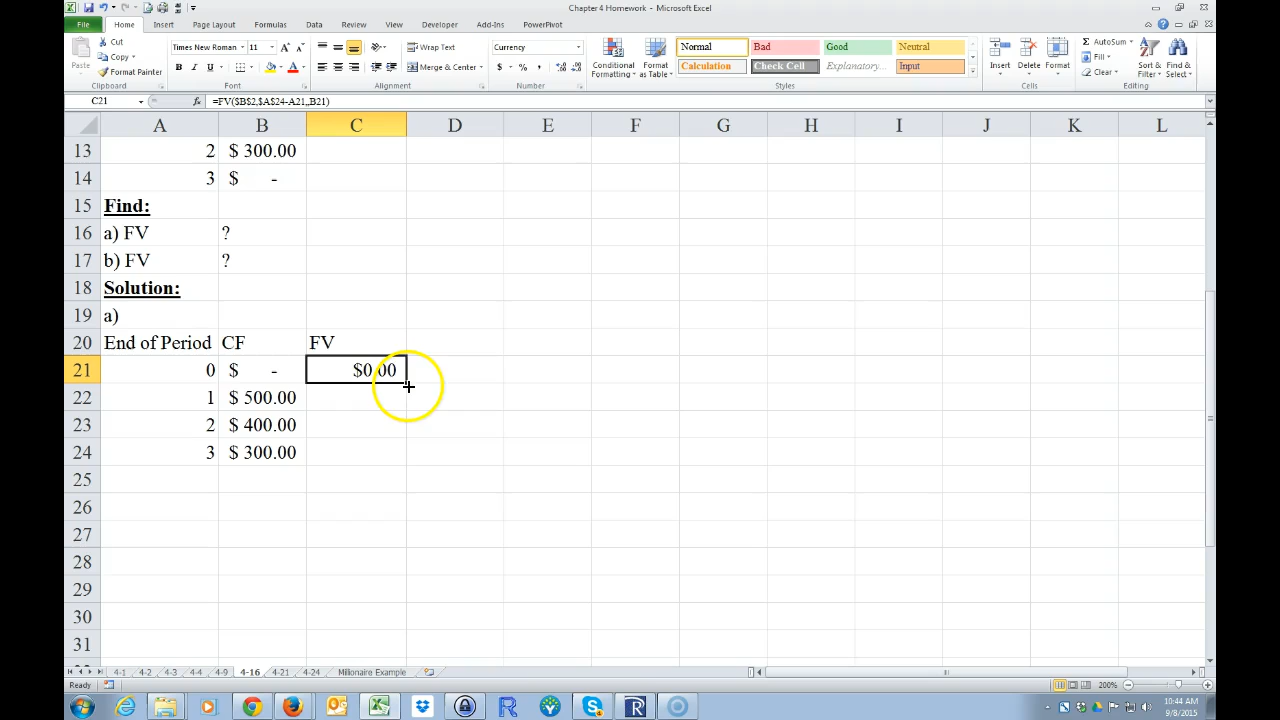 Chapter 4 Homework - Microsoft Excel
File Home Insert Page Layout Formulas Data Review View Developer Add-Ins PowerPivot
Cut
Copy
Format Painter
Paste
Clipboard
Times New Roman 11
B I U
Font
Wrap Text
Merge & Center
Alignment
Currency
$ % ,
Number
Conditional Formatting
Format as Table
Normal Bad Good Neutral
Calculation Check Cell Explanatory... Input
Styles
Insert Delete Format
Cells
AutoSum
Fill
Clear
Sort & Filter
Find & Select
Editing
C21 fx =FV($B$2,$A$24-A21,,B21)
A B C D E F G H I J K L
13 2 $ 300.00
14 3 $ -
15 Find:
16 a) FV ?
17 b) FV ?
18 Solution:
19 a)
20 End of Period CF FV
21 0 $ - $0.00
22 1 $ 500.00
23 2 $ 400.00
24 3 $ 300.00
25
26
27
28
29
30
31
4-1 4-2 4-3 4-4 4-9 4-16 4-21 4-24 Millionaire Example
Ready 200%
10:44 AM
9/8/2015